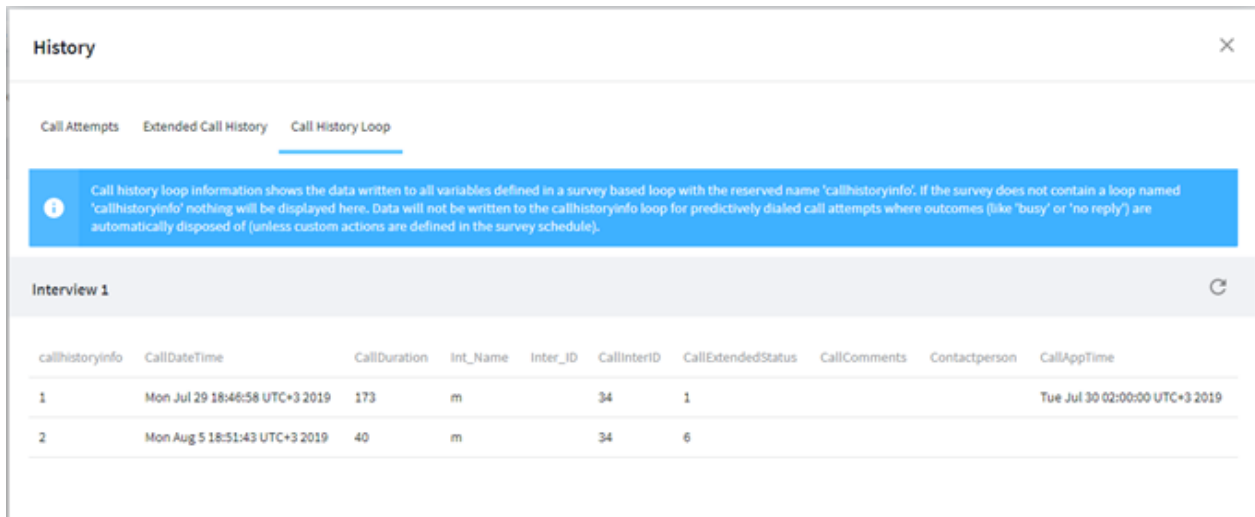 History
Call Attempts Extended Call History Call History Loop
Call history loop information shows the data written to all variables defined in a survey based loop with the reserved name 'callhistoryinfo'. If the survey does not contain a loop named
'callhistoryinfo' nothing will be displayed here. Data will not be written to the callhistoryinfo loop for predictively dialed call attempts where outcomes (like 'busy' or 'no reply') are
automatically disposed of (unless custom actions are defined in the survey schedule).
Interview 1
callhistoryinfo CallDateTime CallDuration Int_Name Inter_ID CallInterID CallExtendedStatus CallComments Contactperson CallAppTime
1 Mon Jul 29 18:46:58 UTC+3 2019 173 m 34 1 Tue Jul 30 02:00:00 UTC+3 2019
2 Mon Aug 5 18:51:43 UTC+3 2019 40 m 34 6